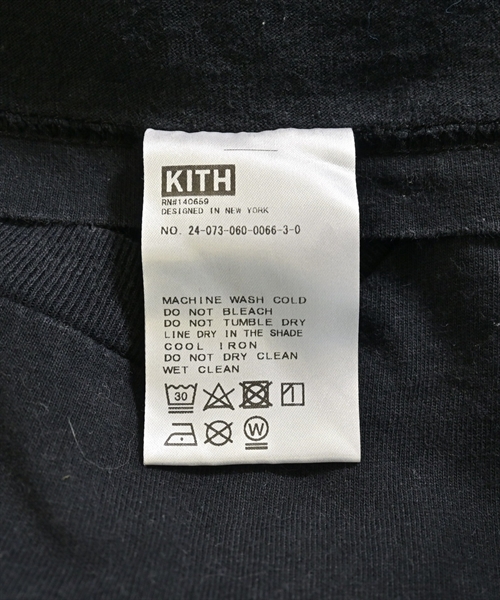 KITH
RN#140659
DESIGNED IN NEW YORK
NO. 24-073-060-0066-3-0
MACHINE WASH COLD
DO NOT BLEACH
DO NOT TUMBLE DRY
LINE DRY IN THE SHADE
COOL IRON
DO NOT DRY CLEAN
WET CLEAN
30
W